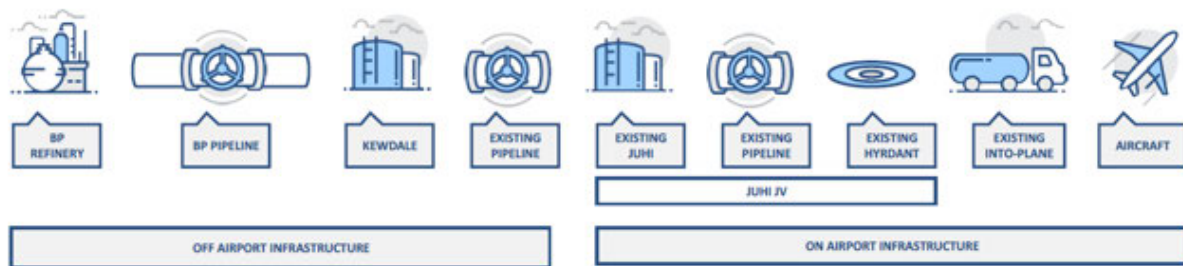 BP
REFINERY
BP PIPELINE
KEWDALE
EXISTING
PIPELINE
EXISTING
JUHI
EXISTING
PIPELINE
EXISTING
HYRDANT
EXISTING
INTO-PLANE
AIRCRAFT
JUHI JV
OFF AIRPORT INFRASTRUCTURE
ON AIRPORT INFRASTRUCTURE